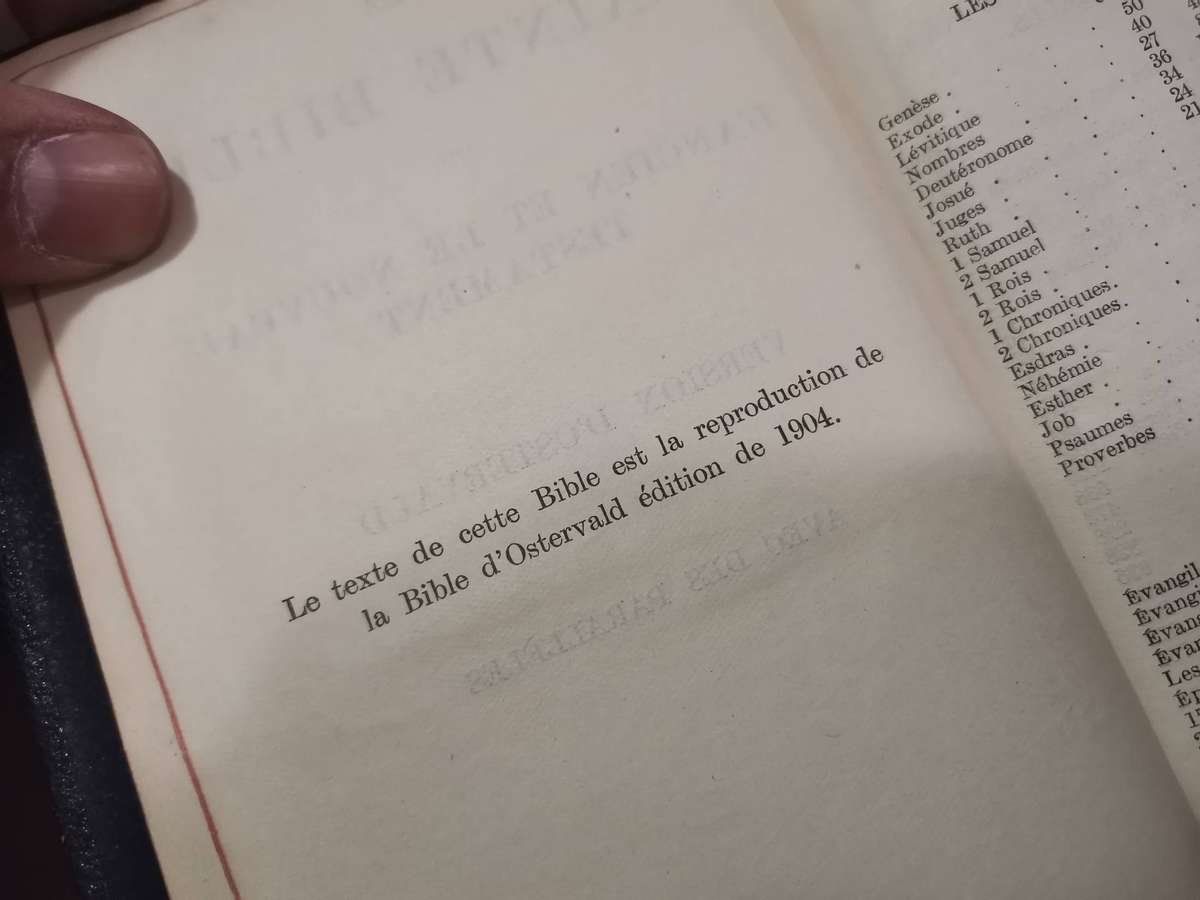 Le texte de cette Bible est la reproduction de
la Bible d'Ostervald édition de 1904.
LES
Genèse . 50
Exode . 40
Lévitique 27
Nombres 36
Deutéronome 34
Josué 24
Juges 21
Ruth
1 Samuel
2 Samuel
1 Rois
2 Rois
1 Chroniques.
2 Chroniques.
Esdras
Néhémie
Esther
Job
Psaumes
Proverbes
Les